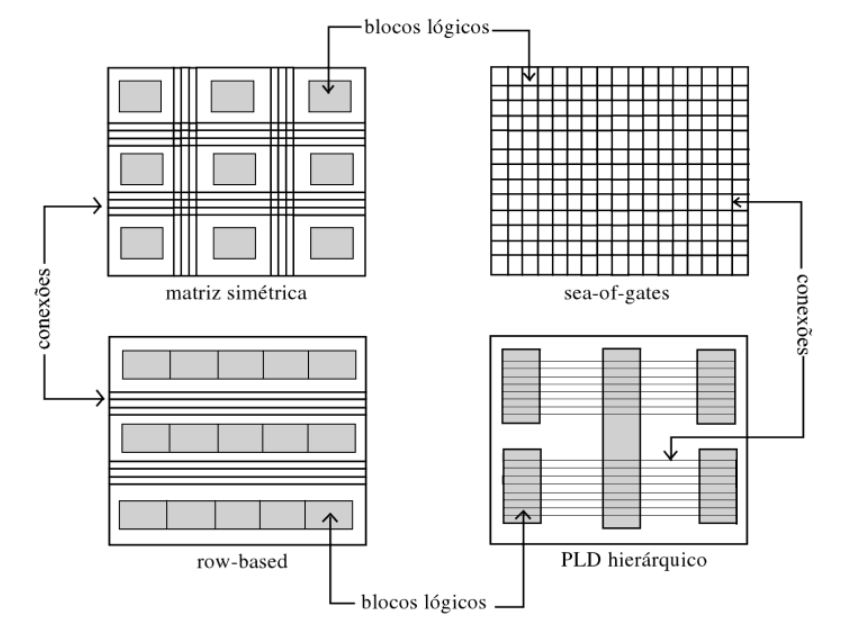 blocos lógicos
matriz simétrica
sea-of-gates
conexões
conexões
row-based
PLD hierárquico
blocos lógicos